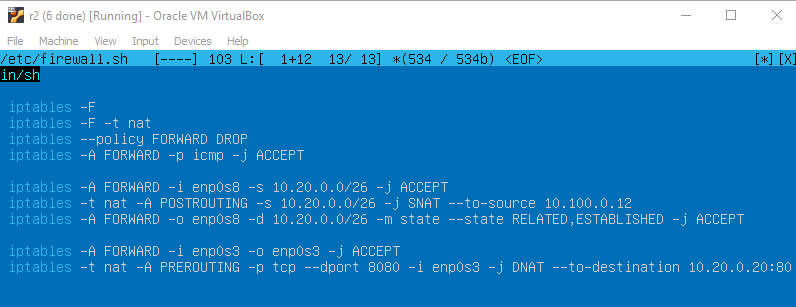 r2 (6 done) [Running] - Oracle VM VirtualBox
File Machine View Input Devices Help
/etc/firewall.sh [----] 103 L:[ 1+12 13/ 13] *(534 / 534b) <EOF> [*][X]
in/sh
iptables -F
iptables -F -t nat
iptables --policy FORWARD DROP
iptables -A FORWARD -p icmp -j ACCEPT
iptables -A FORWARD -i enp0s8 -s 10.20.0.0/26 -j ACCEPT
iptables -t nat -A POSTROUTING -s 10.20.0.0/26 -j SNAT --to-source 10.100.0.12
iptables -A FORWARD -o enp0s8 -d 10.20.0.0/26 -m state --state RELATED,ESTABLISHED -j ACCEPT
iptables -A FORWARD -i enp0s3 -o enp0s3 -j ACCEPT
iptables -t nat -A PREROUTING -p tcp --dport 8080 -i enp0s3 -j DNAT --to-destination 10.20.0.20:80